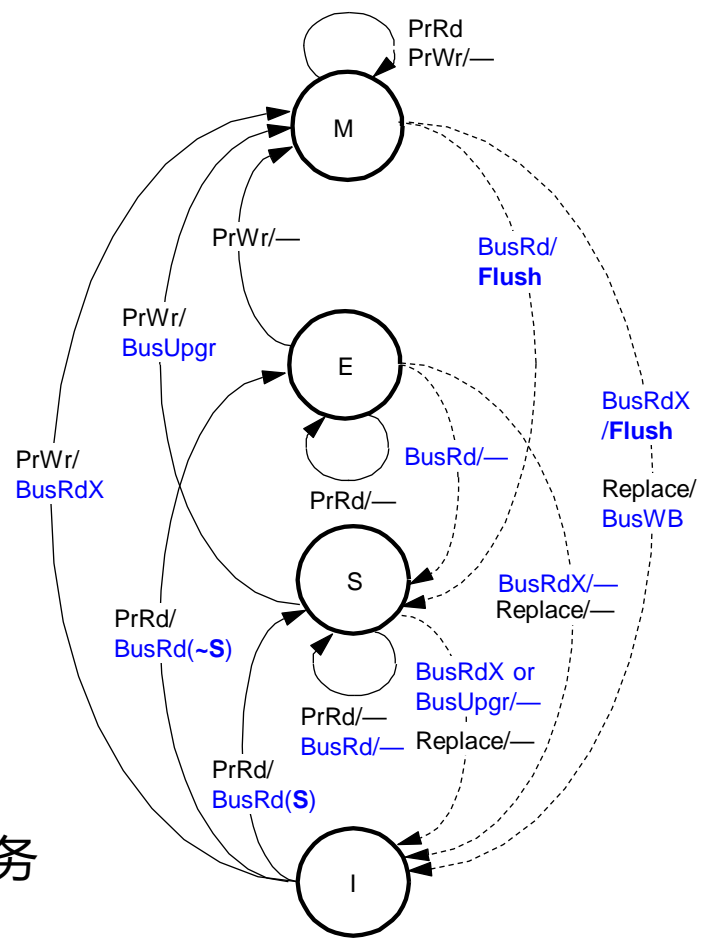 PrRd
PrWr/—
M
PrWr/—
BusRd/
Flush
PrWr/
BusUpgr
E
BusRdX
/Flush
BusRd/—
PrWr/
BusRdX
Replace/
BusWB
PrRd/—
S
BusRdX/—
Replace/—
PrRd/
BusRd(~S)
BusRdX or
BusUpgr/—
PrRd/—
BusRd/—
Replace/—
PrRd/
BusRd(S)
务
I